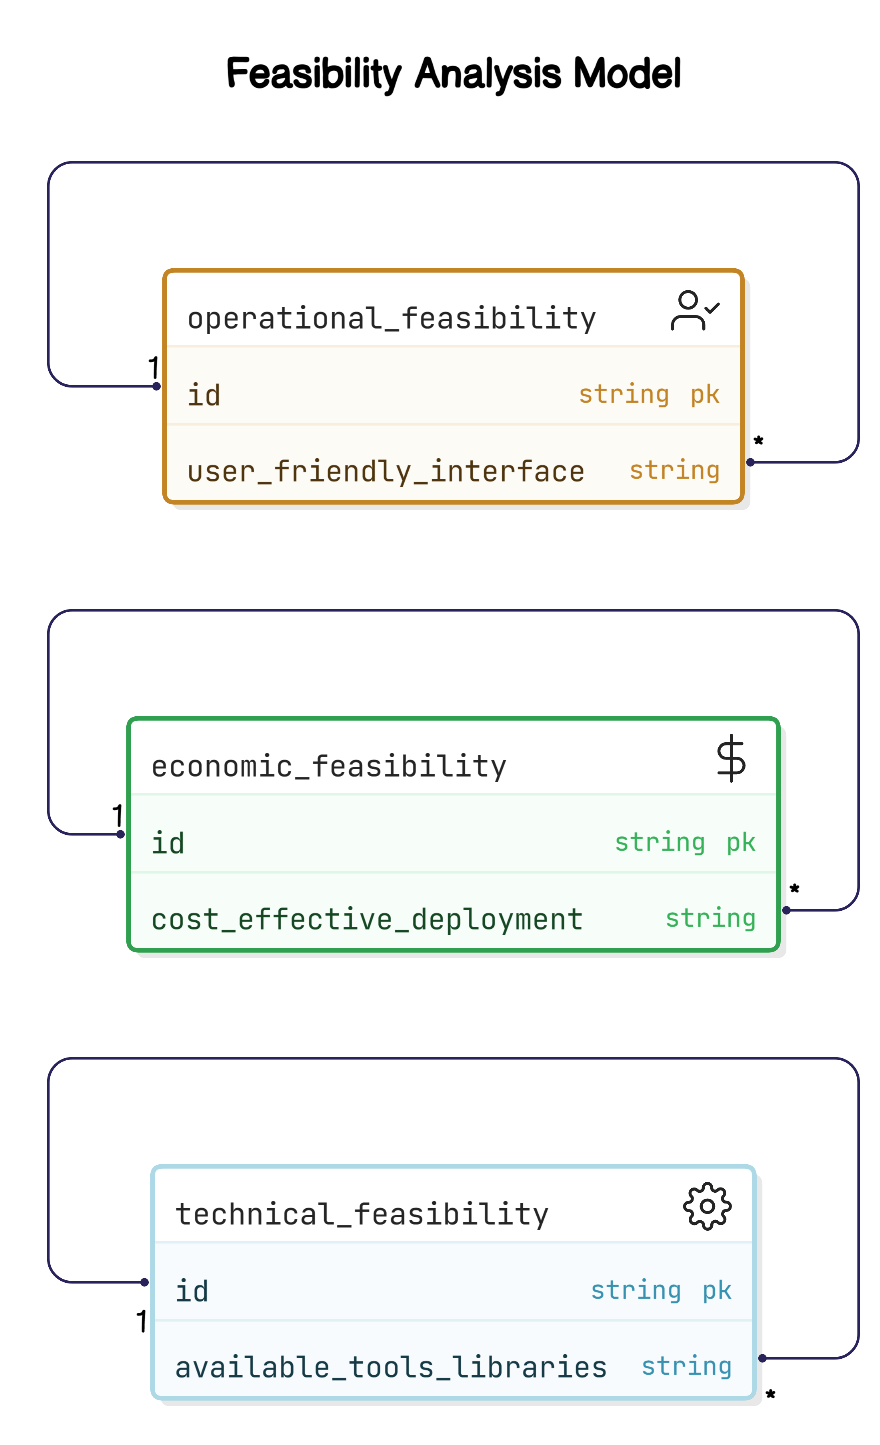 Feasibility Analysis Model
operational_feasibility
1
id string pk
*
user_friendly_interface string
economic_feasibility
1
id string pk
*
cost_effective_deployment string
technical_feasibility
id string pk
1
available_tools_libraries string
*